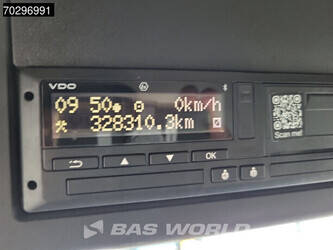 70296991
VDO
09 50 0km/h
328310.3km
OK
Scan me!
BAS WORLD